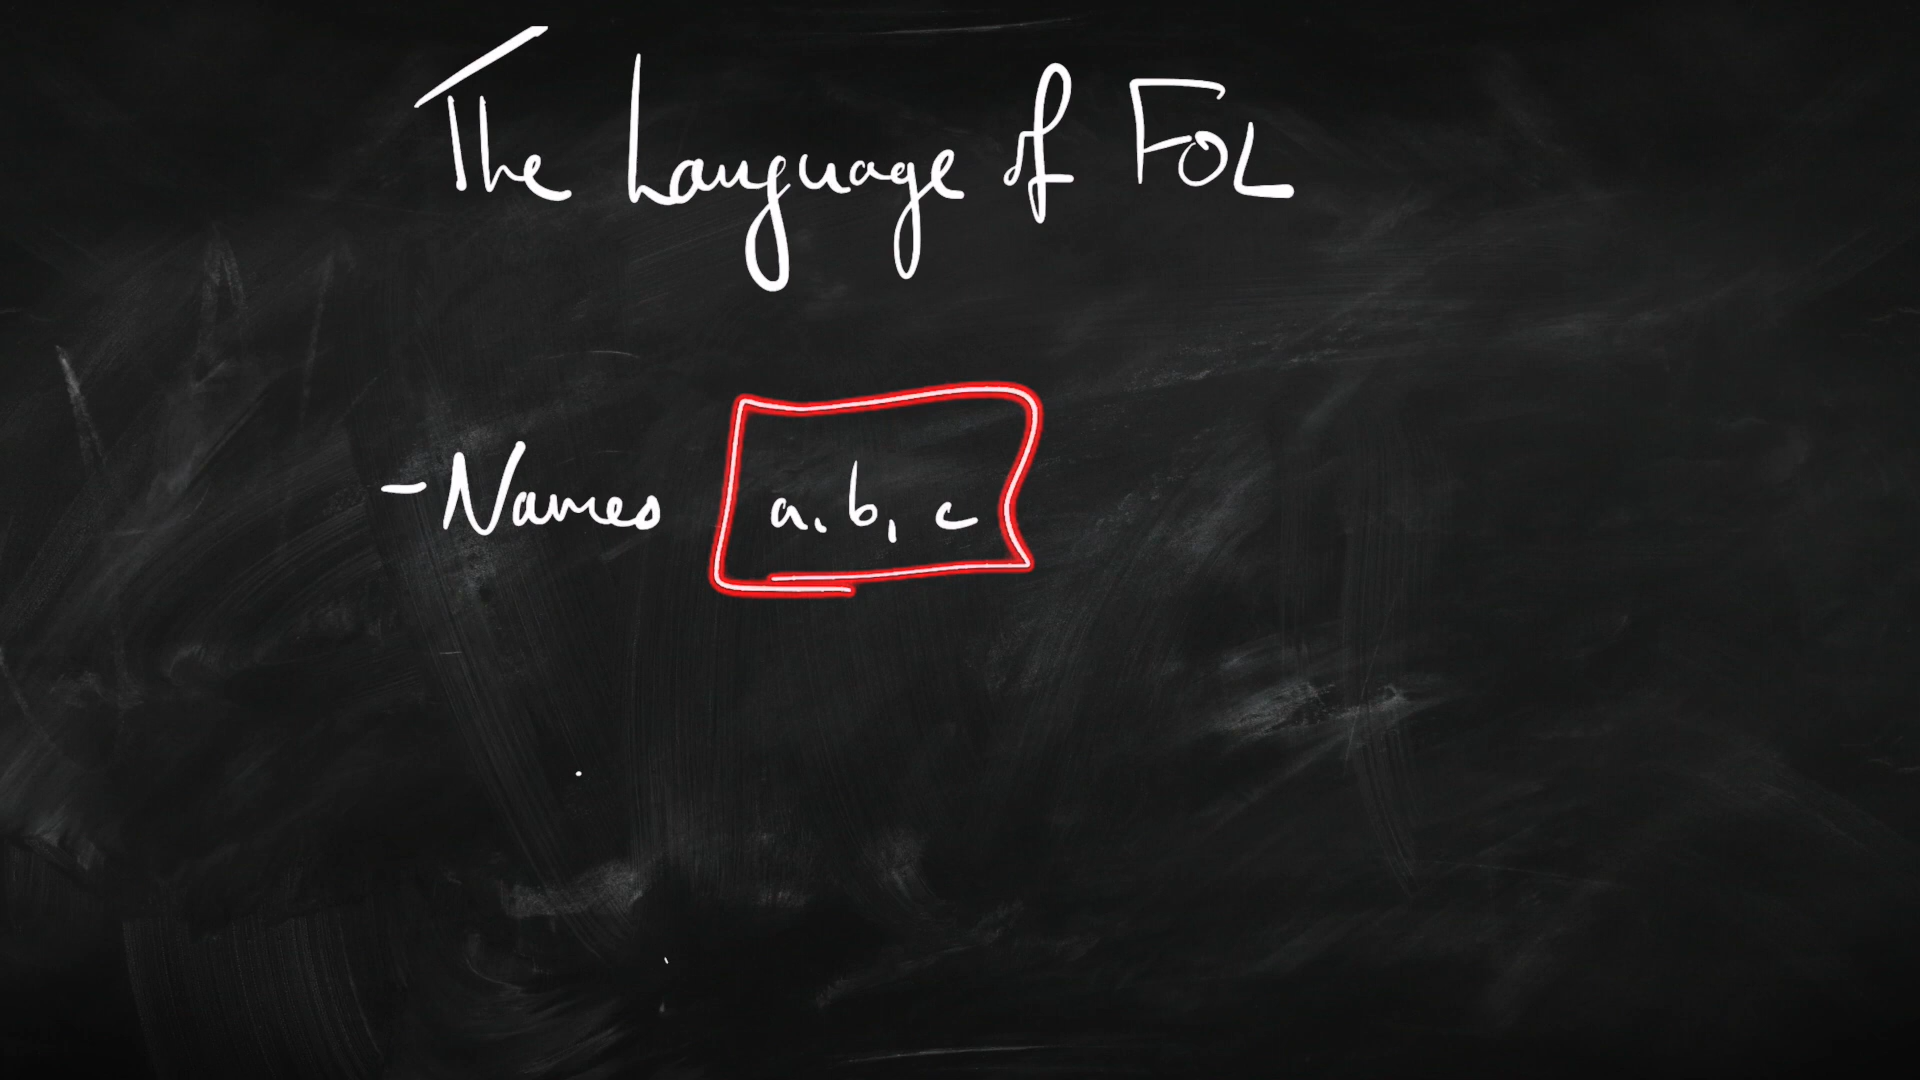 The Language of FOL
- Names a, b, c